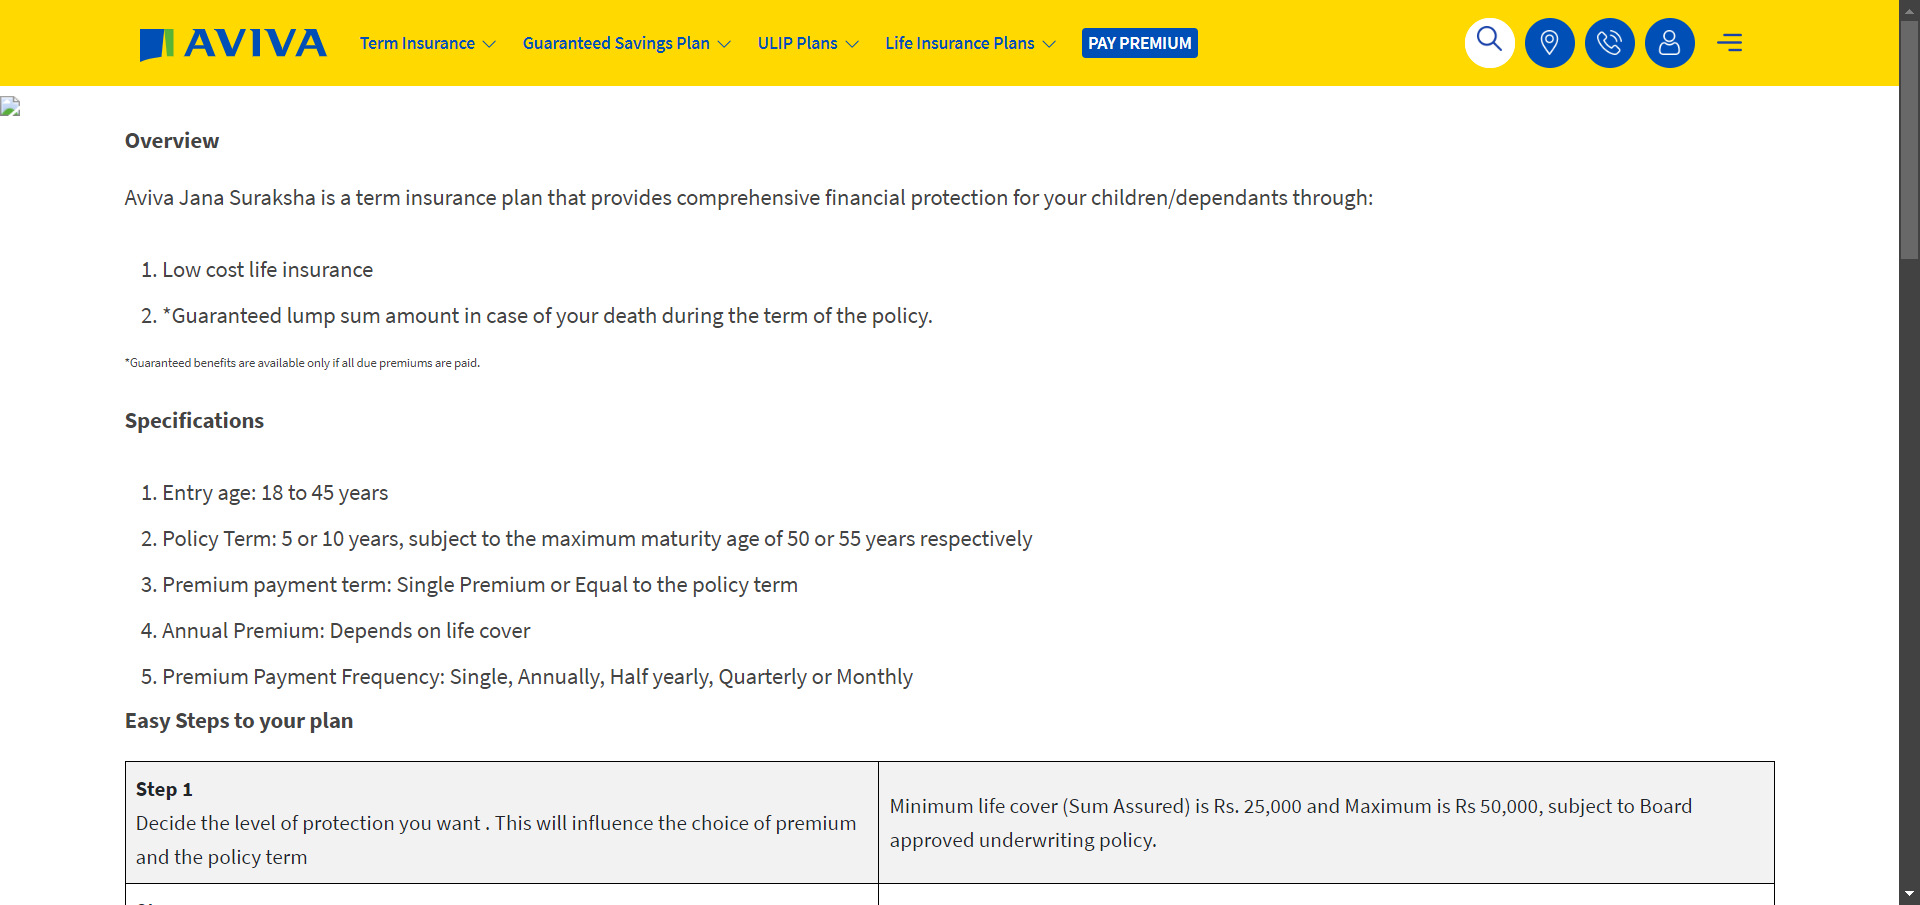 AVIVA Term Insurance Guaranteed Savings Plan ULIP Plans Life Insurance Plans PAY PREMIUM
Overview
Aviva Jana Suraksha is a term insurance plan that provides comprehensive financial protection for your children/dependants through:
1. Low cost life insurance
2. *Guaranteed lump sum amount in case of your death during the term of the policy.
*Guaranteed benefits are available only if all due premiums are paid.
Specifications
1. Entry age: 18 to 45 years
2. Policy Term: 5 or 10 years, subject to the maximum maturity age of 50 or 55 years respectively
3. Premium payment term: Single Premium or Equal to the policy term
4. Annual Premium: Depends on life cover
5. Premium Payment Frequency: Single, Annually, Half yearly, Quarterly or Monthly
Easy Steps to your plan
Step 1
Decide the level of protection you want . This will influence the choice of premium
and the policy term
Minimum life cover (Sum Assured) is Rs. 25,000 and Maximum is Rs 50,000, subject to Board
approved underwriting policy.